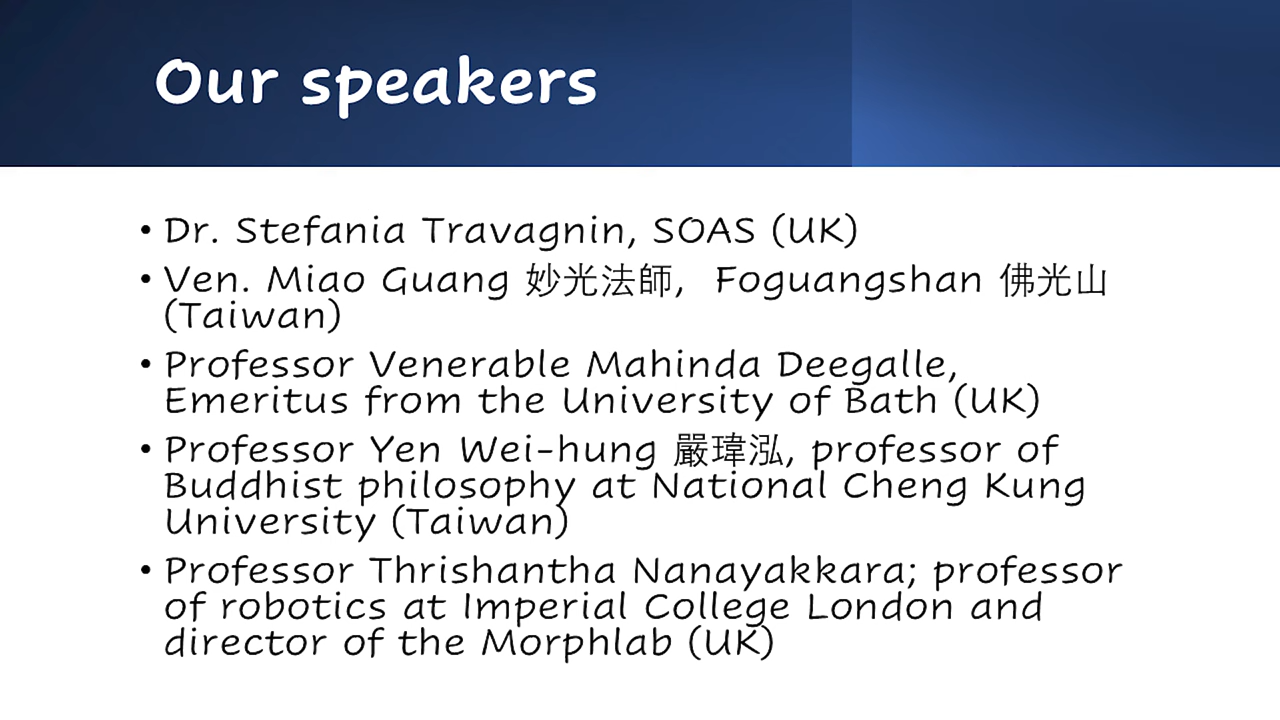 Our speakers
• Dr. Stefania Travagnin, SOAS (UK)
• Ven. Miao Guang 妙光法師, Foguangshan 佛光山
(Taiwan)
• Professor Venerable Mahinda Deegalle,
Emeritus from the University of Bath (UK)
• Professor Yen Wei-hung 嚴瑋泓, professor of
Buddhist philosophy at National Cheng Kung
University (Taiwan)
• Professor Thrishantha Nanayakkara; professor
of robotics at Imperial College London and
director of the Morphlab (UK)